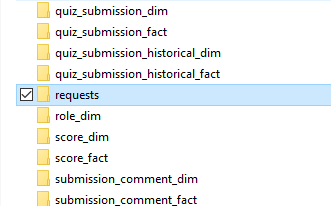 quiz_submission_dim
quiz_submission_fact
quiz_submission_historical_dim
quiz_submission_historical_fact
requests
role_dim
score_dim
score_fact
submission_comment_dim
submission_comment_fact